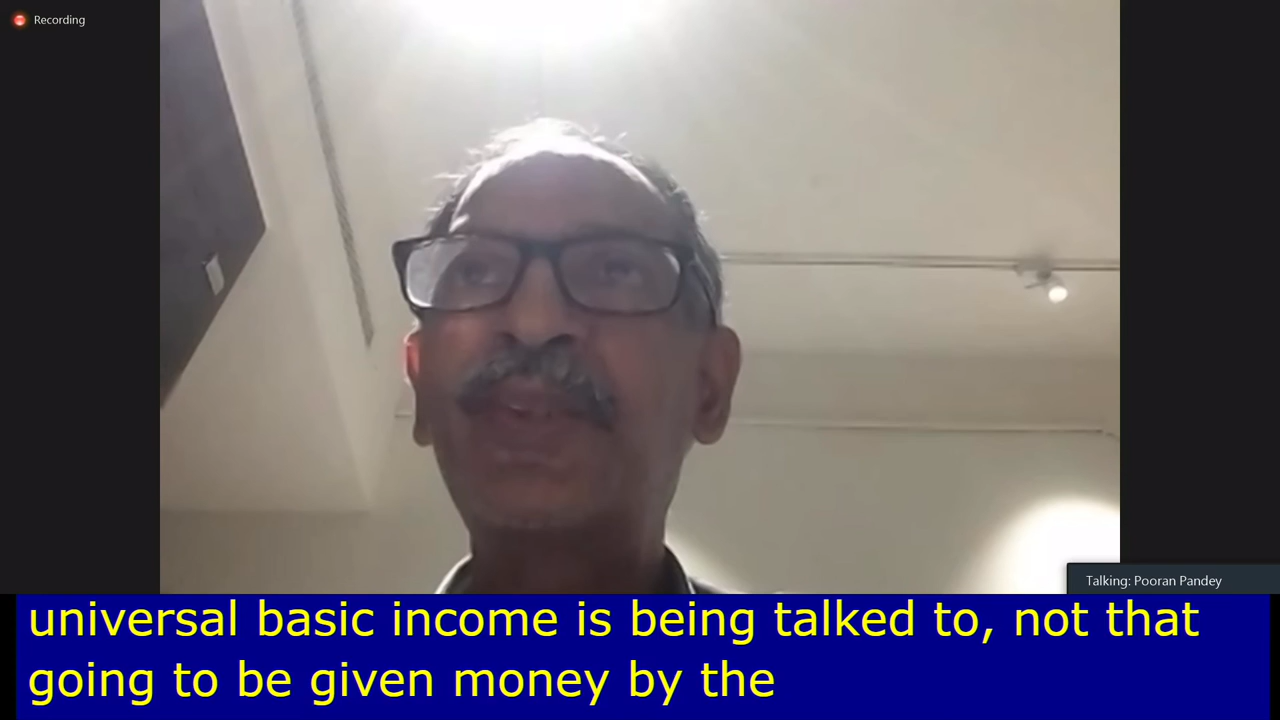 Recording
Talking: Pooran Pandey
universal basic income is being talked to, not that
going to be given money by the